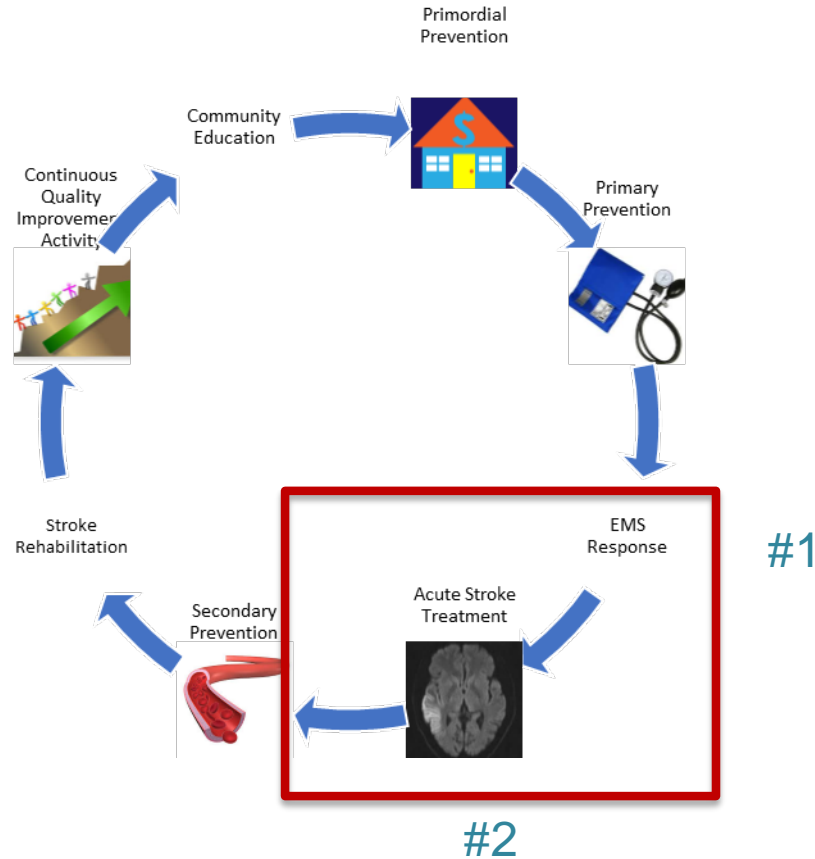 Primordial
Prevention
Community
Education
S
Continuous
Quality
Improvemen
Activity
Primary
Prevention
EMS
Response
#1
Stroke
Rehabilitation
Acute Stroke
Treatment
Secondary
Prevention
#2